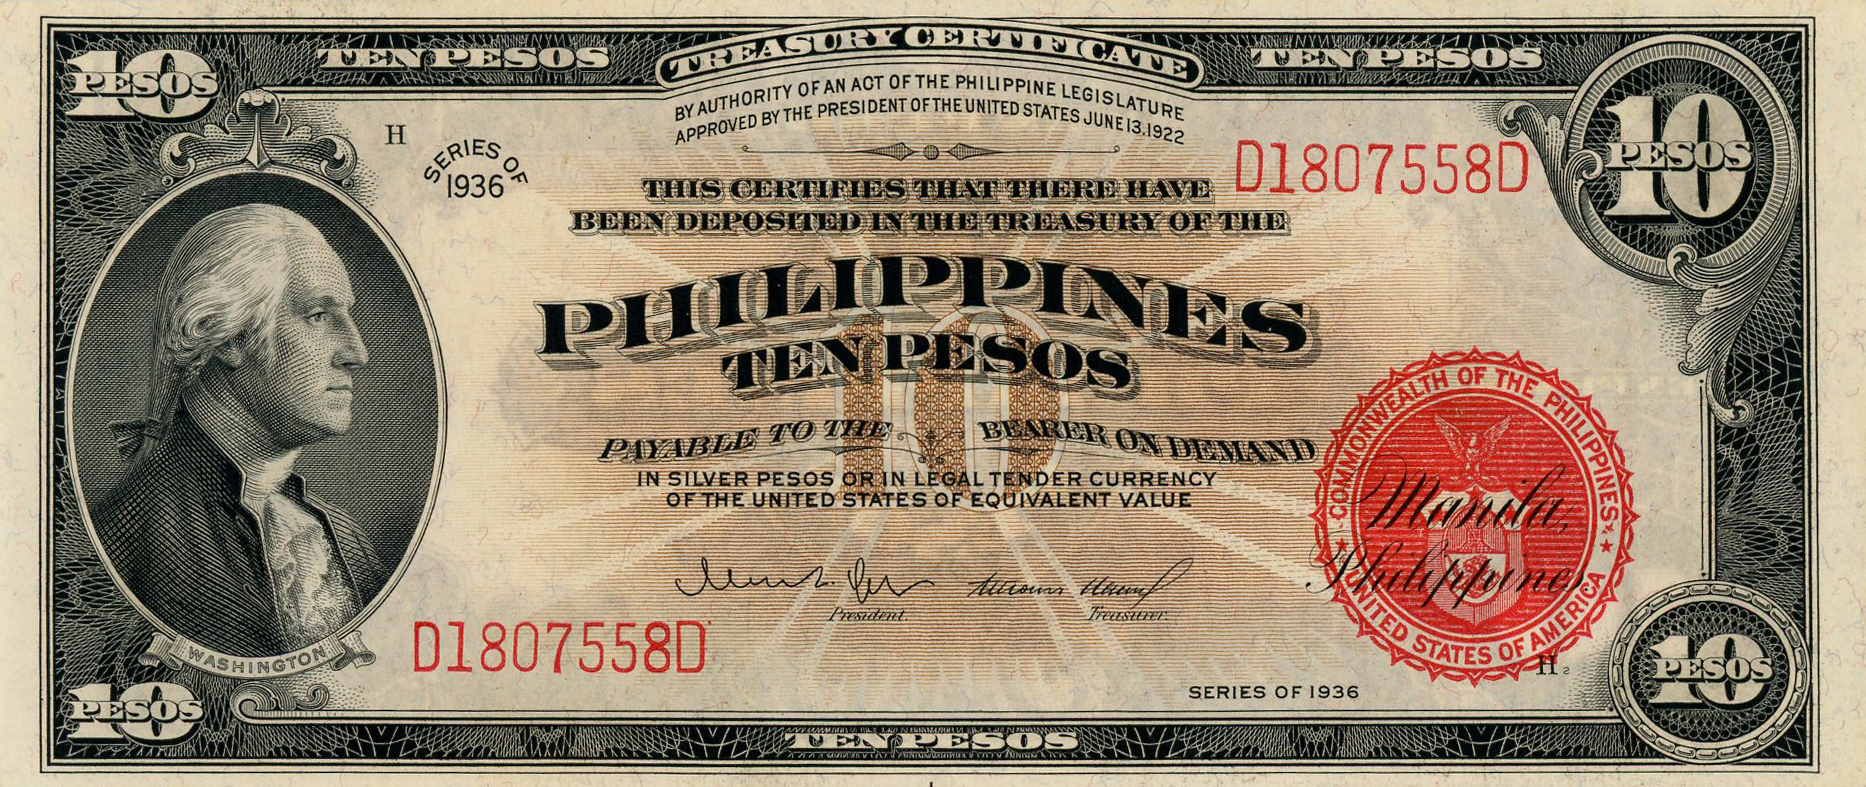 10 PESOS
TEN PESOS
TREASURY CERTIFICATE
TEN PESOS
10 PESOS
BY AUTHORITY OF AN ACT OF THE PHILIPPINE LEGISLATURE
APPROVED BY THE PRESIDENT OF THE UNITED STATES JUNE 13, 1922
H
SERIES OF
1936
D1807558D
THIS CERTIFIES THAT THERE HAVE
BEEN DEPOSITED IN THE TREASURY OF THE
PHILIPPINES
TEN PESOS
10
PAYABLE TO THE BEARER ON DEMAND
IN SILVER PESOS OR IN LEGAL TENDER CURRENCY
OF THE UNITED STATES OF EQUIVALENT VALUE
COMMONWEALTH OF THE PHILIPPINES
UNITED STATES OF AMERICA
Manila,
Philippines
President.
Treasurer.
D1807558D
WASHINGTON
H 2
SERIES OF 1936
10 PESOS
TEN PESOS
10 PESOS